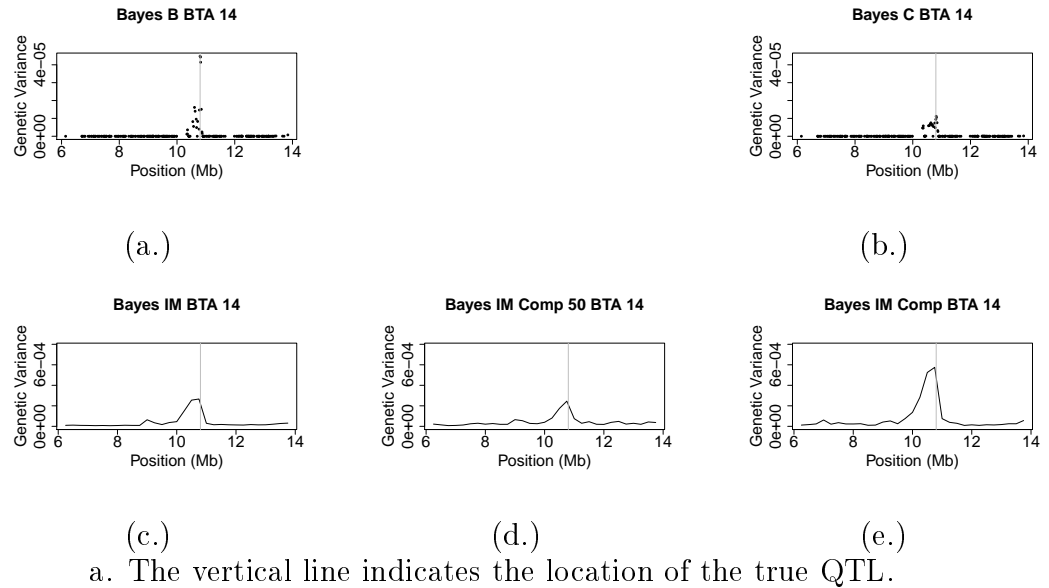 Bayes B BTA 14
Genetic Variance
0e+00 4e-05
6 8 10 12 14
Position (Mb)
(a.)
Bayes C BTA 14
Genetic Variance
0e+00 4e-05
6 8 10 12 14
Position (Mb)
(b.)
Bayes IM BTA 14
Genetic Variance
0e+00 6e-04
6 8 10 12 14
Position (Mb)
(c.)
Bayes IM Comp 50 BTA 14
Genetic Variance
0e+00 6e-04
6 8 10 12 14
Position (Mb)
(d.)
Bayes IM Comp BTA 14
Genetic Variance
0e+00 6e-04
6 8 10 12 14
Position (Mb)
(e.)
a. The vertical line indicates the location of the true QTL.